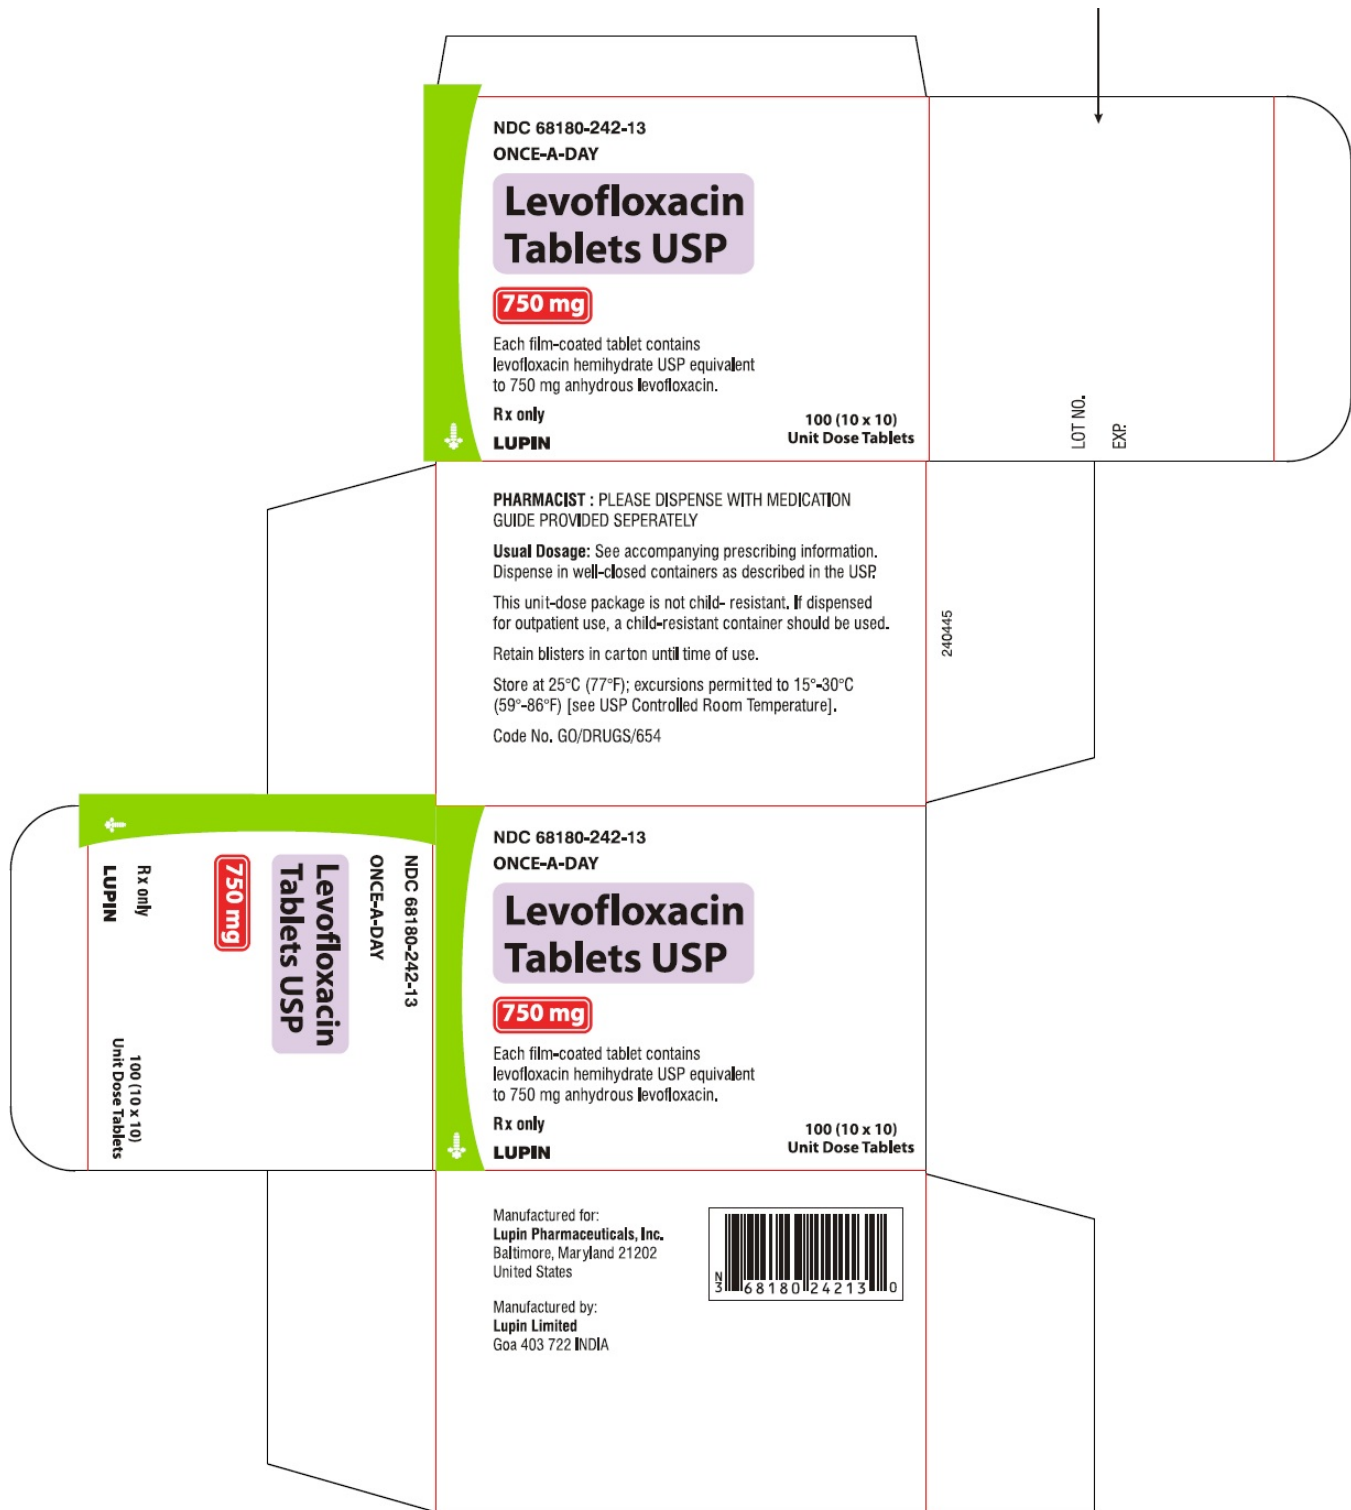 NDC 68180-242-13
ONCE-A-DAY
Levofloxacin
Tablets USP
750 mg
Each film-coated tablet contains
levofloxacin hemihydrate USP equivalent
to 750 mg anhydrous levofloxacin.
Rx only
LUPIN
100 (10 x 10)
Unit Dose Tablets
LOT NO.
EXP.
PHARMACIST : PLEASE DISPENSE WITH MEDICATION
GUIDE PROVIDED SEPERATELY
Usual Dosage: See accompanying prescribing information.
Dispense in well-closed containers as described in the USP.
This unit-dose package is not child- resistant. If dispensed
for outpatient use, a child-resistant container should be used.
Retain blisters in carton until time of use.
Store at 25°C (77°F); excursions permitted to 15°-30°C
(59°-86°F) [see USP Controlled Room Temperature].
Code No. GO/DRUGS/654
240445
NDC 68180-242-13
ONCE-A-DAY
Levofloxacin
Tablets USP
750 mg
Rx only
LUPIN
100 (10 x 10)
Unit Dose Tablets
NDC 68180-242-13
ONCE-A-DAY
Levofloxacin
Tablets USP
750 mg
Each film-coated tablet contains
levofloxacin hemihydrate USP equivalent
to 750 mg anhydrous levofloxacin.
Rx only
LUPIN
100 (10 x 10)
Unit Dose Tablets
Manufactured for:
Lupin Pharmaceuticals, Inc.
Baltimore, Maryland 21202
United States
Manufactured by:
Lupin Limited
Goa 403 722 INDIA
N
3 68180 24213 0